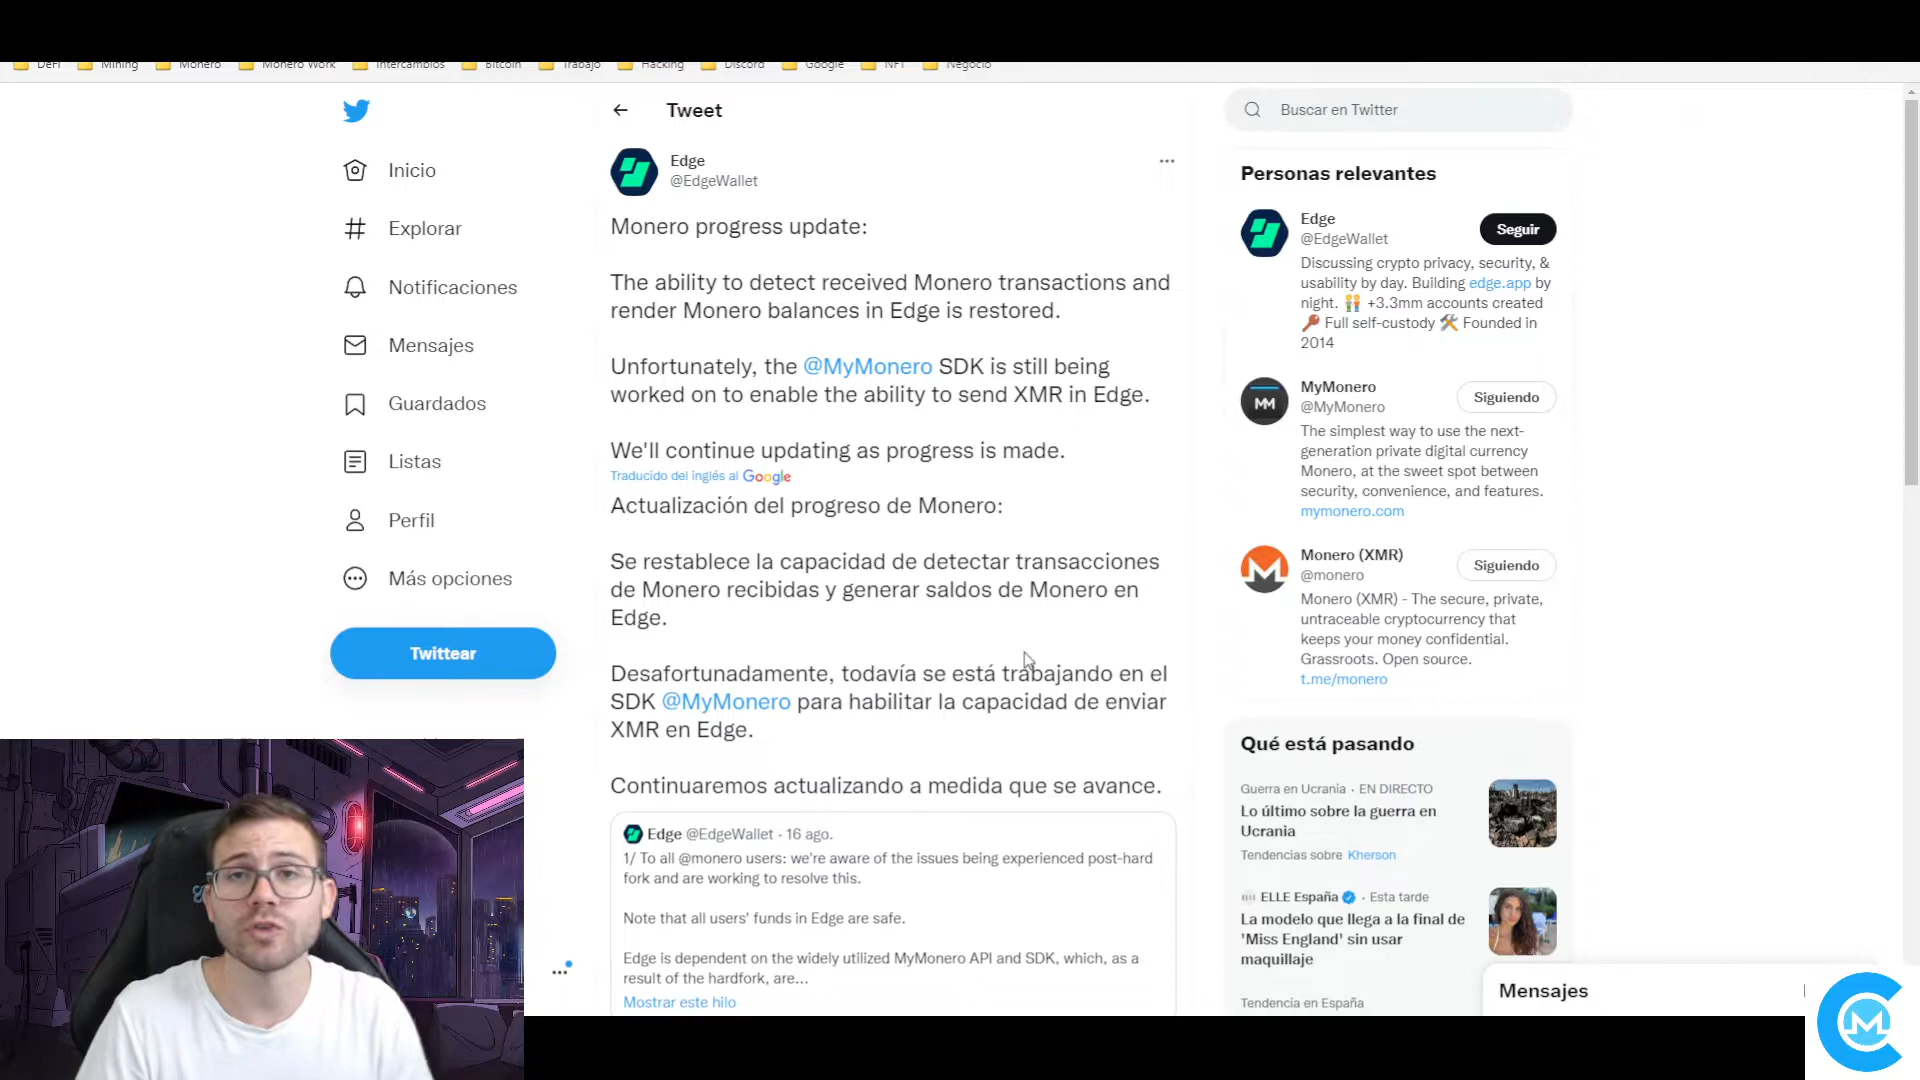 DeFi Mining Monero Monero Work Intercambios Bitcoin Trabajo Hacking Discord Google NFT Negocio
Tweet
Buscar en Twitter
Inicio
Explorar
Notificaciones
Mensajes
Guardados
Listas
Perfil
Más opciones
Twittear
Edge
@EdgeWallet
Monero progress update:
The ability to detect received Monero transactions and
render Monero balances in Edge is restored.
Unfortunately, the @MyMonero SDK is still being
worked on to enable the ability to send XMR in Edge.
We'll continue updating as progress is made.
Traducido del inglés al Google
Actualización del progreso de Monero:
Se restablece la capacidad de detectar transacciones
de Monero recibidas y generar saldos de Monero en
Edge.
Desafortunadamente, todavía se está trabajando en el
SDK @MyMonero para habilitar la capacidad de enviar
XMR en Edge.
Continuaremos actualizando a medida que se avance.
Edge @EdgeWallet · 16 ago.
1/ To all @monero users: we're aware of the issues being experienced post-hard
fork and are working to resolve this.
Note that all users' funds in Edge are safe.
Edge is dependent on the widely utilized MyMonero API and SDK, which, as a
result of the hardfork, are...
Mostrar este hilo
Personas relevantes
Edge
@EdgeWallet
Seguir
Discussing crypto privacy, security, &
usability by day. Building edge.app by
night. 👯 +3.3mm accounts created
🔑 Full self-custody 🛠 Founded in
2014
MyMonero
@MyMonero
Siguiendo
The simplest way to use the next-
generation private digital currency
Monero, at the sweet spot between
security, convenience, and features.
mymonero.com
Monero (XMR)
@monero
Siguiendo
Monero (XMR) - The secure, private,
untraceable cryptocurrency that
keeps your money confidential.
Grassroots. Open source.
t.me/monero
Qué está pasando
Guerra en Ucrania · EN DIRECTO
Lo último sobre la guerra en
Ucrania
Tendencias sobre Kherson
ELLE España · Esta tarde
La modelo que llega a la final de
'Miss England' sin usar
maquillaje
Tendencia en España
Mensajes